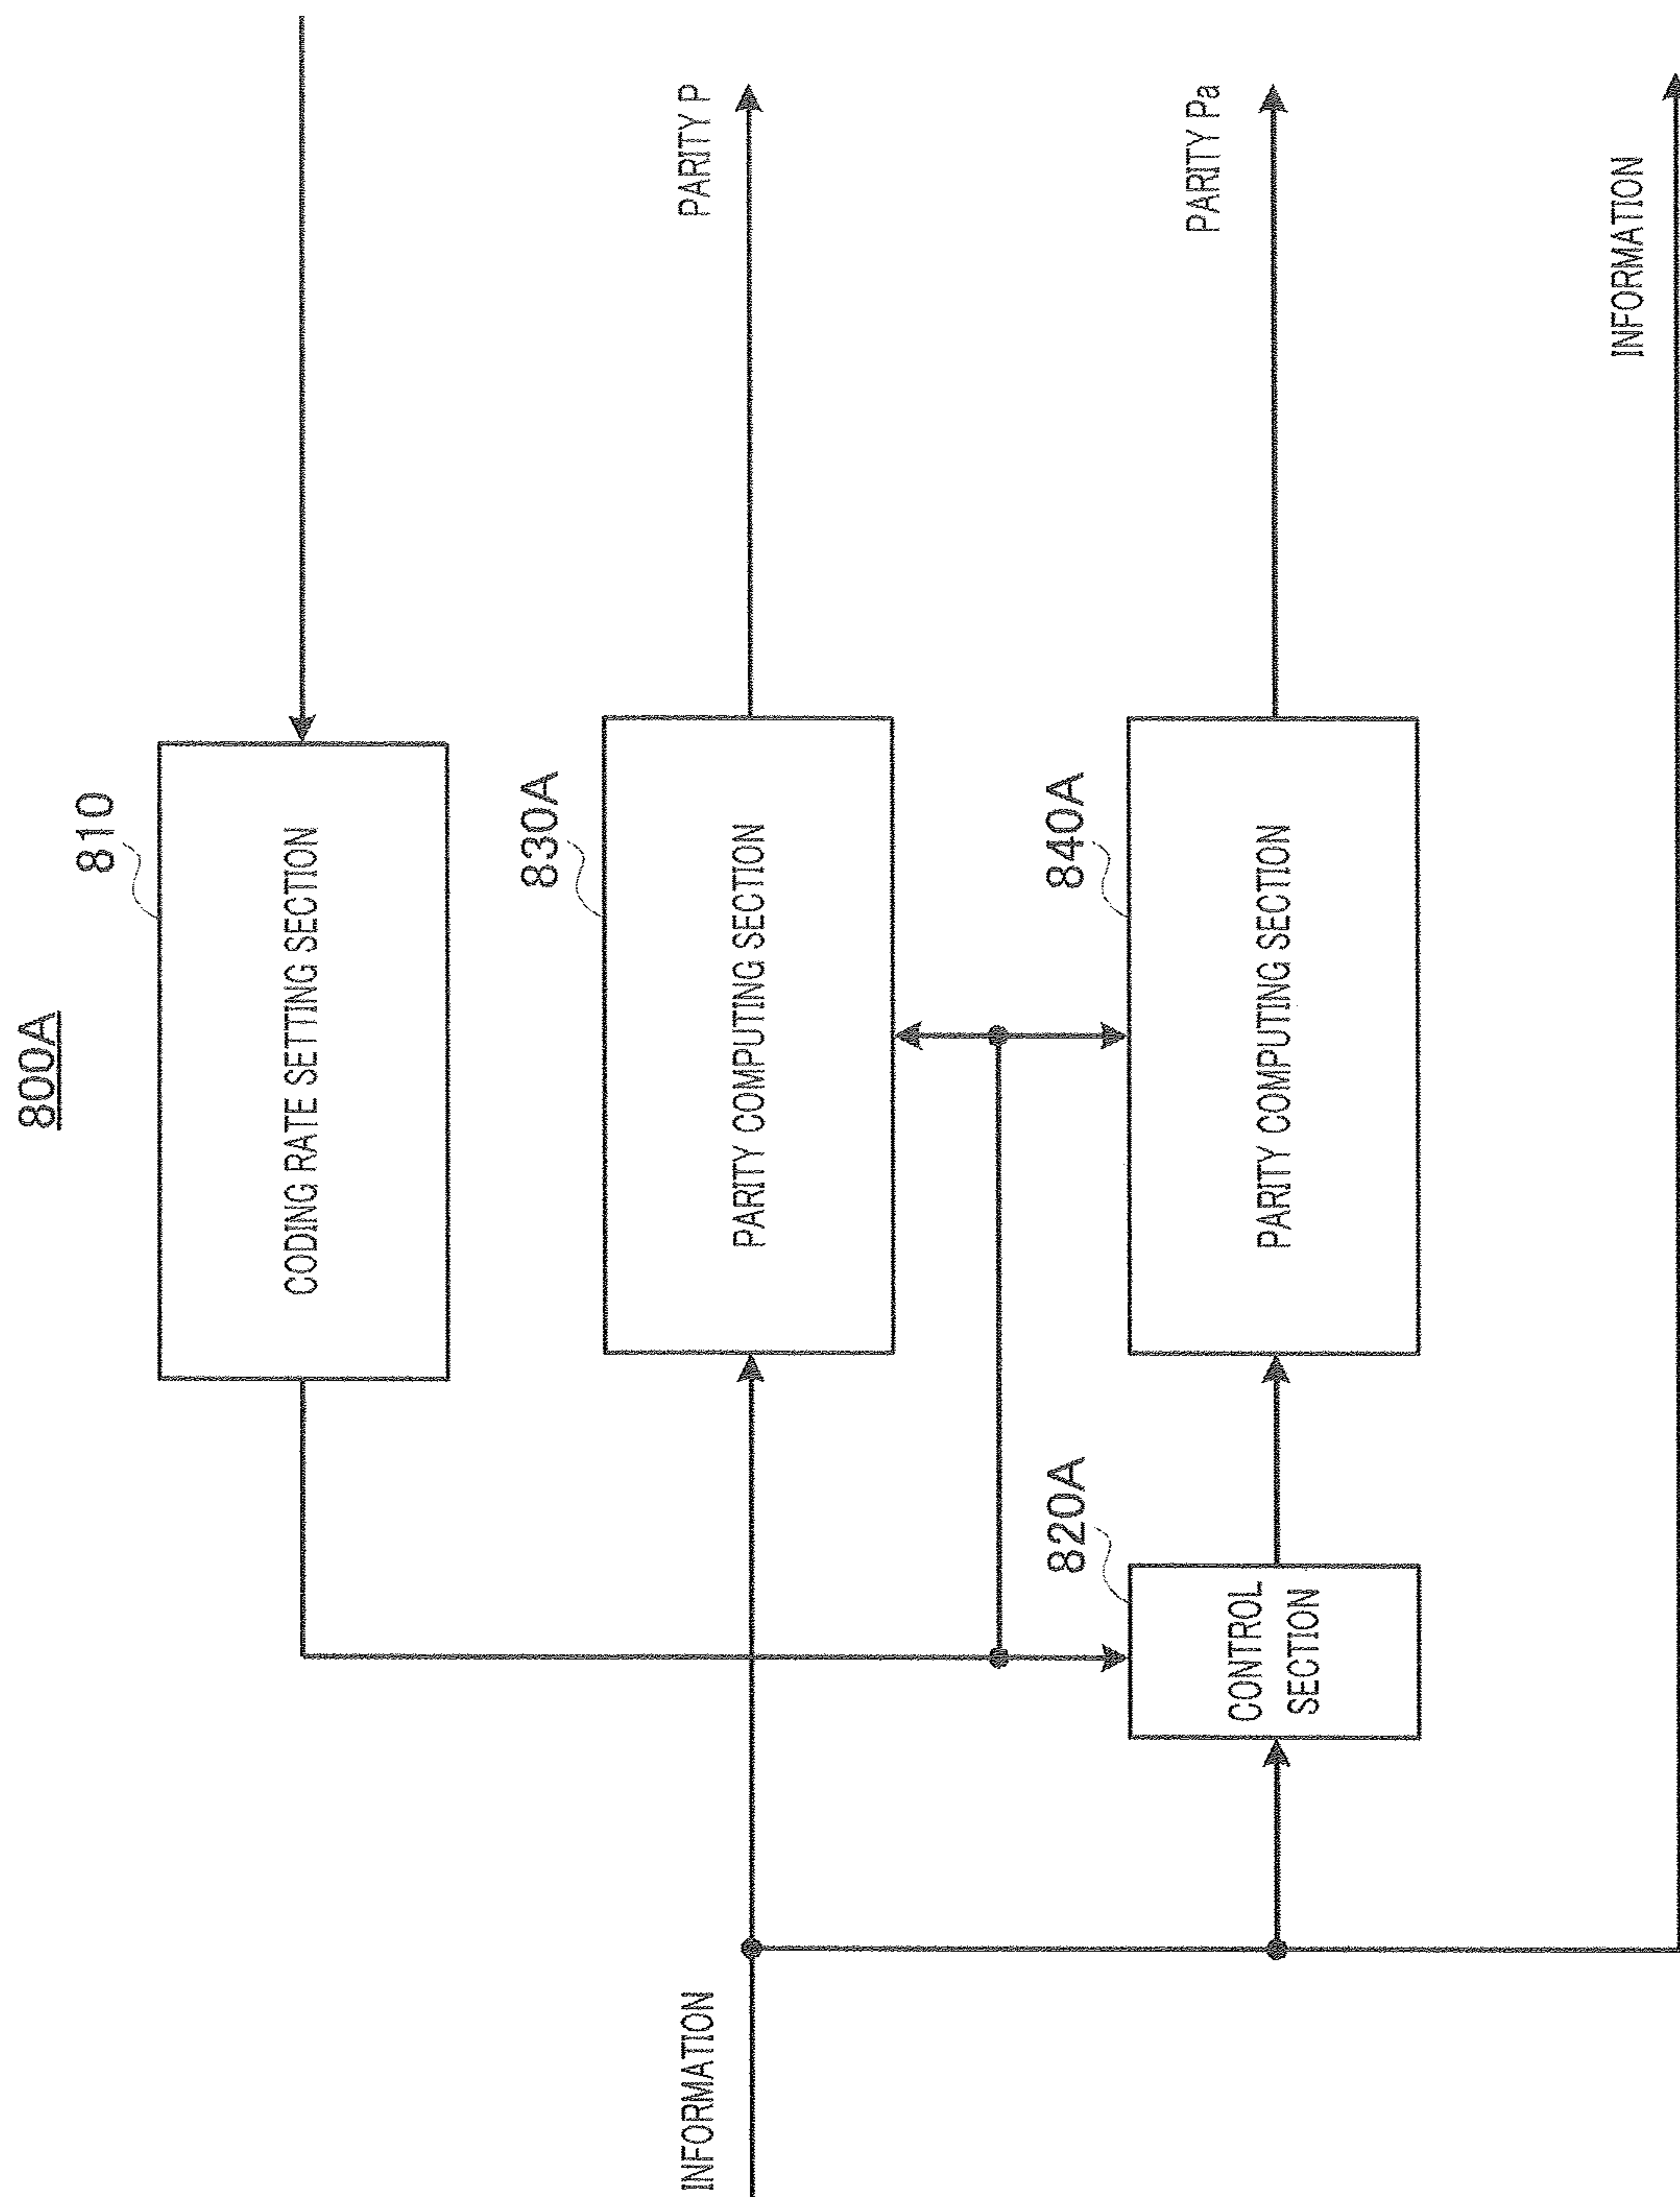 800A
810
CODING RATE SETTING SECTION
830A
PARITY COMPUTING SECTION
PARITY P
INFORMATION
820A
CONTROL
SECTION
840A
PARITY COMPUTING SECTION
PARITY Pa
INFORMATION